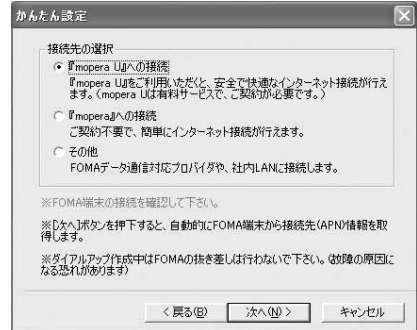 かんたん設定
接続先の選択
『mopera U』への接続
『mopera U』をご利用いただくと、安全で快適なインターネット接続が行え
ます。（mopera Uは有料サービスで、ご契約が必要です。）
『mopera』への接続
ご契約不要で、簡単にインターネット接続が行えます。
その他
FOMAデータ通信対応プロバイダや、社内LANに接続します。
※FOMA端末の接続を確認して下さい。
※[次へ]ボタンを押下すると、自動的にFOMA端末から接続先(APN)情報を取
得します。
※ダイアルアップ作成中はFOMAの抜き差しは行わないで下さい。（故障の原因に
なる恐れがあります）
< 戻る(B) 次へ(N) > キャンセル